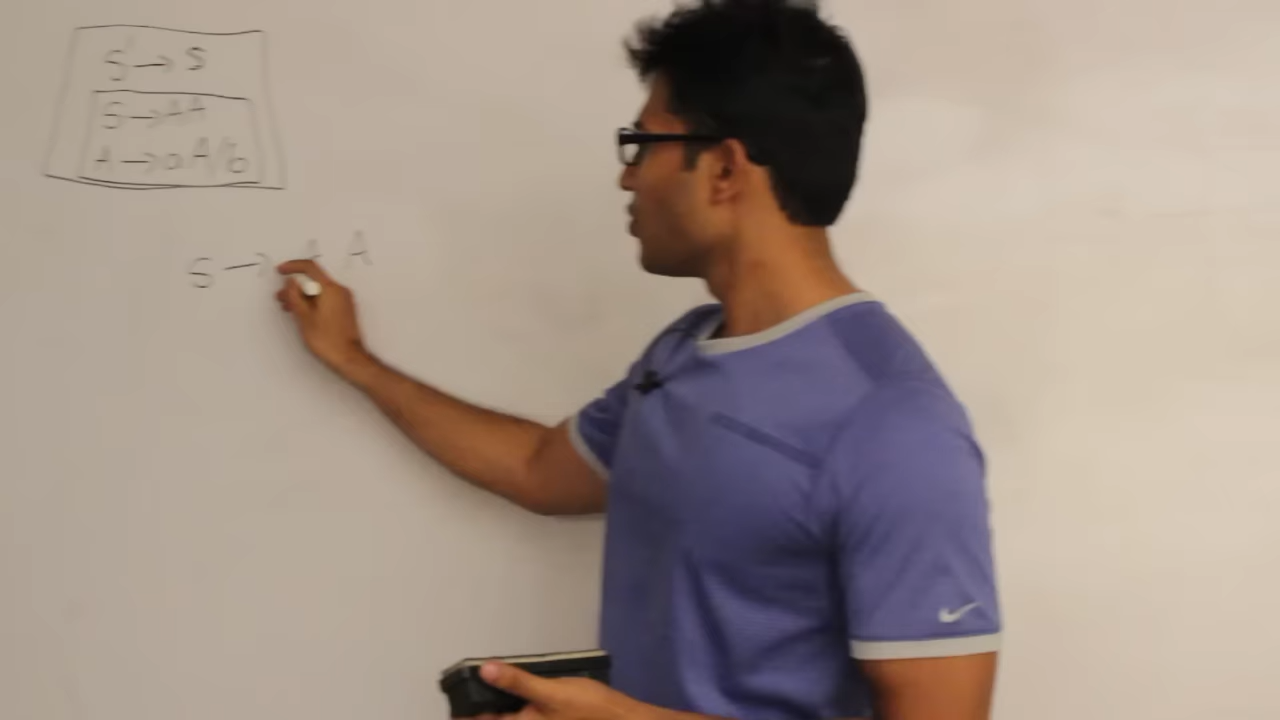 S' → S
S → AA
A → aA/b
S → A A